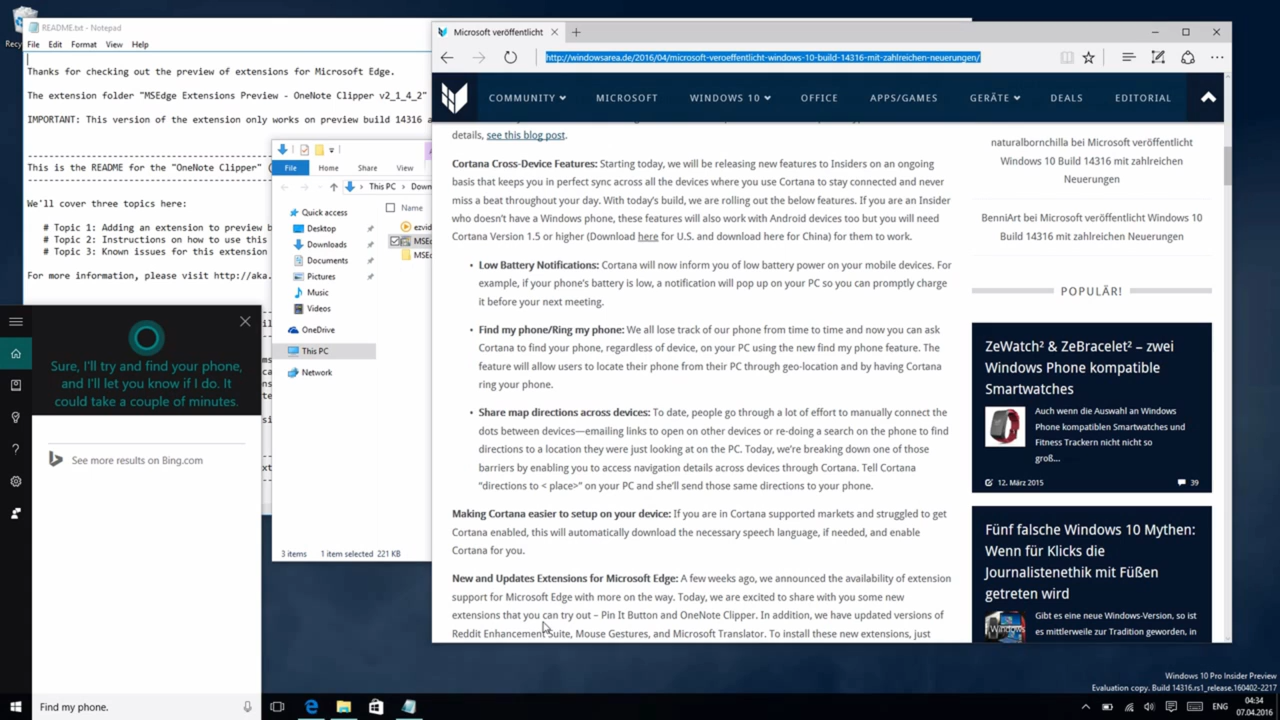 Recy
README.txt - Notepad
File Edit Format View Help
Thanks for checking out the preview of extensions for Microsoft Edge.
The extension folder "MSEdge Extensions Preview - OneNote Clipper v2_1_4_2"
IMPORTANT: This version of the extension only works on preview build 14316 a
This is the README for the "OneNote Clipper" (
We'll cover three topics here:
# Topic 1: Adding an extension to preview b
# Topic 2: Instructions on how to use this
# Topic 3: Known issues for this extension
For more information, please visit http://aka.
File Home Share View
This PC Down
Name
Quick access
Desktop
Downloads
Documents
Pictures
Music
Videos
OneDrive
This PC
Network
ezvid
MSEd
MSEd
3 items 1 item selected 221 KB
Microsoft veröffentlicht
http://windowsarea.de/2016/04/microsoft-veroeffentlicht-windows-10-build-14316-mit-zahlreichen-neuerungen/
COMMUNITY MICROSOFT WINDOWS 10 OFFICE APPS/GAMES GERÄTE DEALS EDITORIAL
details, see this blog post.
Cortana Cross-Device Features: Starting today, we will be releasing new features to Insiders on an ongoing
basis that keeps you in perfect sync across all the devices where you use Cortana to stay connected and never
miss a beat throughout your day. With today's build, we are rolling out the below features. If you are an Insider
who doesn't have a Windows phone, these features will also work with Android devices too but you will need
Cortana Version 1.5 or higher (Download here for U.S. and download here for China) for them to work.
• Low Battery Notifications: Cortana will now inform you of low battery power on your mobile devices. For
example, if your phone's battery is low, a notification will pop up on your PC so you can promptly charge
it before your next meeting.
• Find my phone/Ring my phone: We all lose track of our phone from time to time and now you can ask
Cortana to find your phone, regardless of device, on your PC using the new find my phone feature. The
feature will allow users to locate their phone from their PC through geo-location and by having Cortana
ring your phone.
• Share map directions across devices: To date, people go through a lot of effort to manually connect the
dots between devices—emailing links to open on other devices or re-doing a search on the phone to find
directions to a location they were just looking at on the PC. Today, we're breaking down one of those
barriers by enabling you to access navigation details across devices through Cortana. Tell Cortana
"directions to < place>" on your PC and she'll send those same directions to your phone.
Making Cortana easier to setup on your device: If you are in Cortana supported markets and struggled to get
Cortana enabled, this will automatically download the necessary speech language, if needed, and enable
Cortana for you.
New and Updates Extensions for Microsoft Edge: A few weeks ago, we announced the availability of extension
support for Microsoft Edge with more on the way. Today, we are excited to share with you some new
extensions that you can try out – Pin It Button and OneNote Clipper. In addition, we have updated versions of
Reddit Enhancement Suite, Mouse Gestures, and Microsoft Translator. To install these new extensions, just
naturalbornchilla bei Microsoft veröffentlicht
Windows 10 Build 14316 mit zahlreichen
Neuerungen
BenniArt bei Microsoft veröffentlicht Windows 10
Build 14316 mit zahlreichen Neuerungen
POPULÄR!
ZeWatch² & ZeBracelet² – zwei
Windows Phone kompatible
Smartwatches
Auch wenn die Auswahl an Windows
Phone kompatiblen Smartwatches und
Fitness Trackern nicht nicht so
groß...
12. März 2015 39
Fünf falsche Windows 10 Mythen:
Wenn für Klicks die
Journalistenethik mit Füßen
getreten wird
Gibt es eine neue Windows-Version, so ist
es mittlerweile zur Tradition geworden, in
Sure, I'll try and find your phone,
and I'll let you know if I do. It
could take a couple of minutes.
See more results on Bing.com
Find my phone.
Windows 10 Pro Insider Preview
Evaluation copy. Build 14316.rs1_release.160402-2217
ENG
04:34
07.04.2016